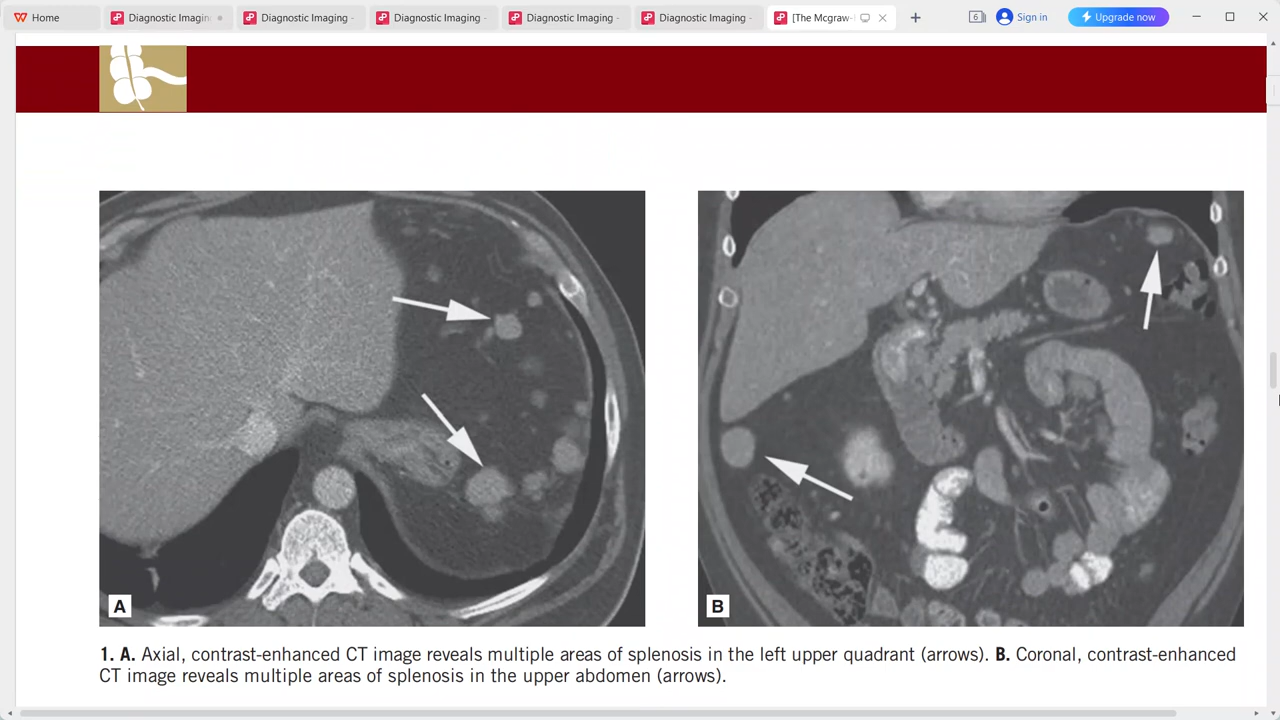 Home
Diagnostic Imagin
Diagnostic Imaging -
Diagnostic Imaging -
Diagnostic Imaging -
Diagnostic Imaging -
[The Mcgraw-
6
Sign in
Upgrade now
A
B
1. A. Axial, contrast-enhanced CT image reveals multiple areas of splenosis in the left upper quadrant (arrows). B. Coronal, contrast-enhanced
CT image reveals multiple areas of splenosis in the upper abdomen (arrows).